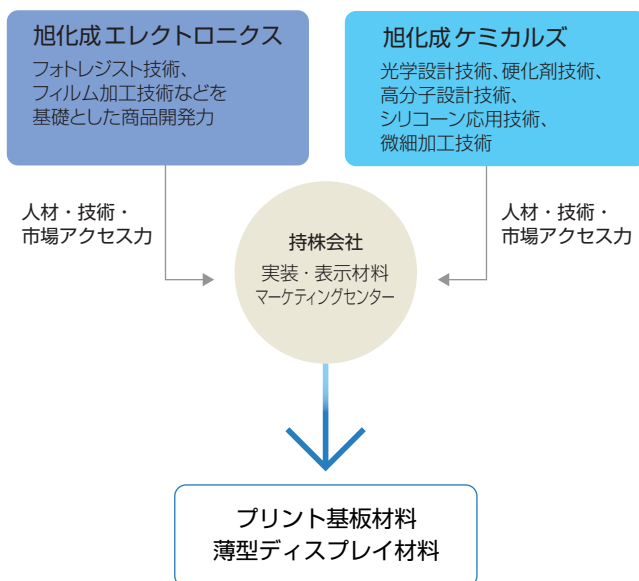 旭化成エレクトロニクス
フォトレジスト技術、
フィルム加工技術などを
基礎とした商品開発力
旭化成ケミカルズ
光学設計技術、硬化剤技術、
高分子設計技術、
シリコーン応用技術、
微細加工技術
人材・技術・
市場アクセス力
持株会社
実装・表示材料
マーケティングセンター
人材・技術・
市場アクセス力
プリント基板材料
薄型ディスプレイ材料